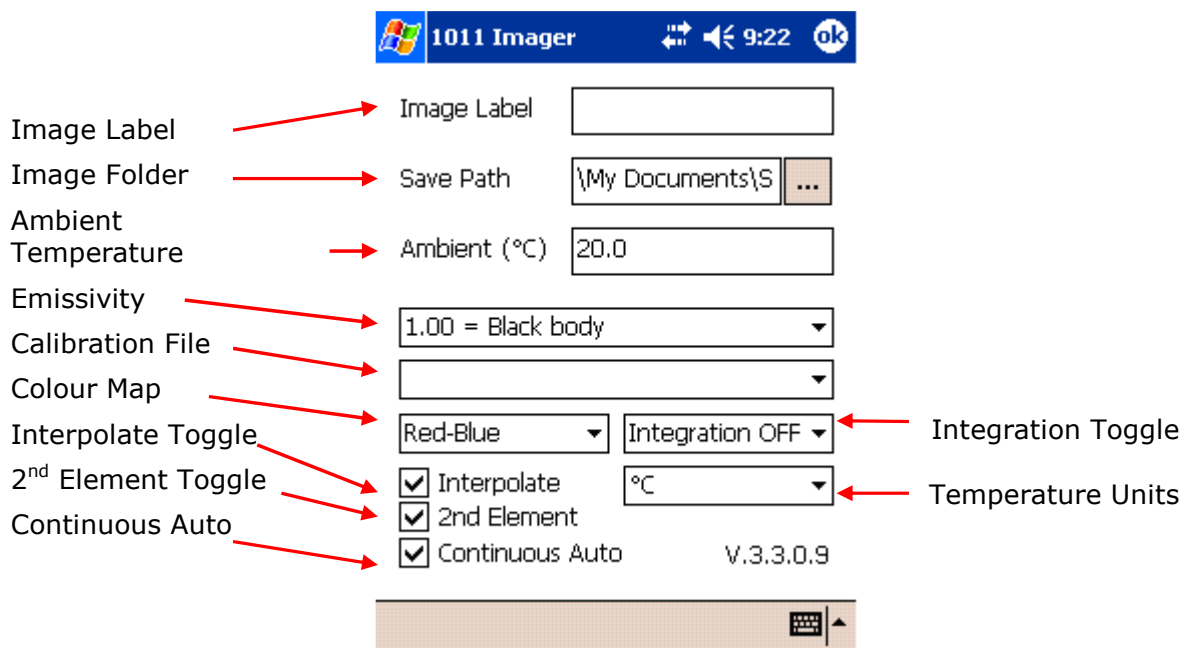 1011 Imager 9:22 ok
Image Label
Image Label
Image Folder
Save Path \My Documents\S ...
Ambient
Temperature
Ambient (°C) 20.0
Emissivity
1.00 = Black body
Calibration File
Colour Map
Red-Blue Integration OFF
Integration Toggle
Interpolate Toggle
Interpolate °C
Temperature Units
2nd Element Toggle
2nd Element
Continuous Auto
Continuous Auto V.3.3.0.9